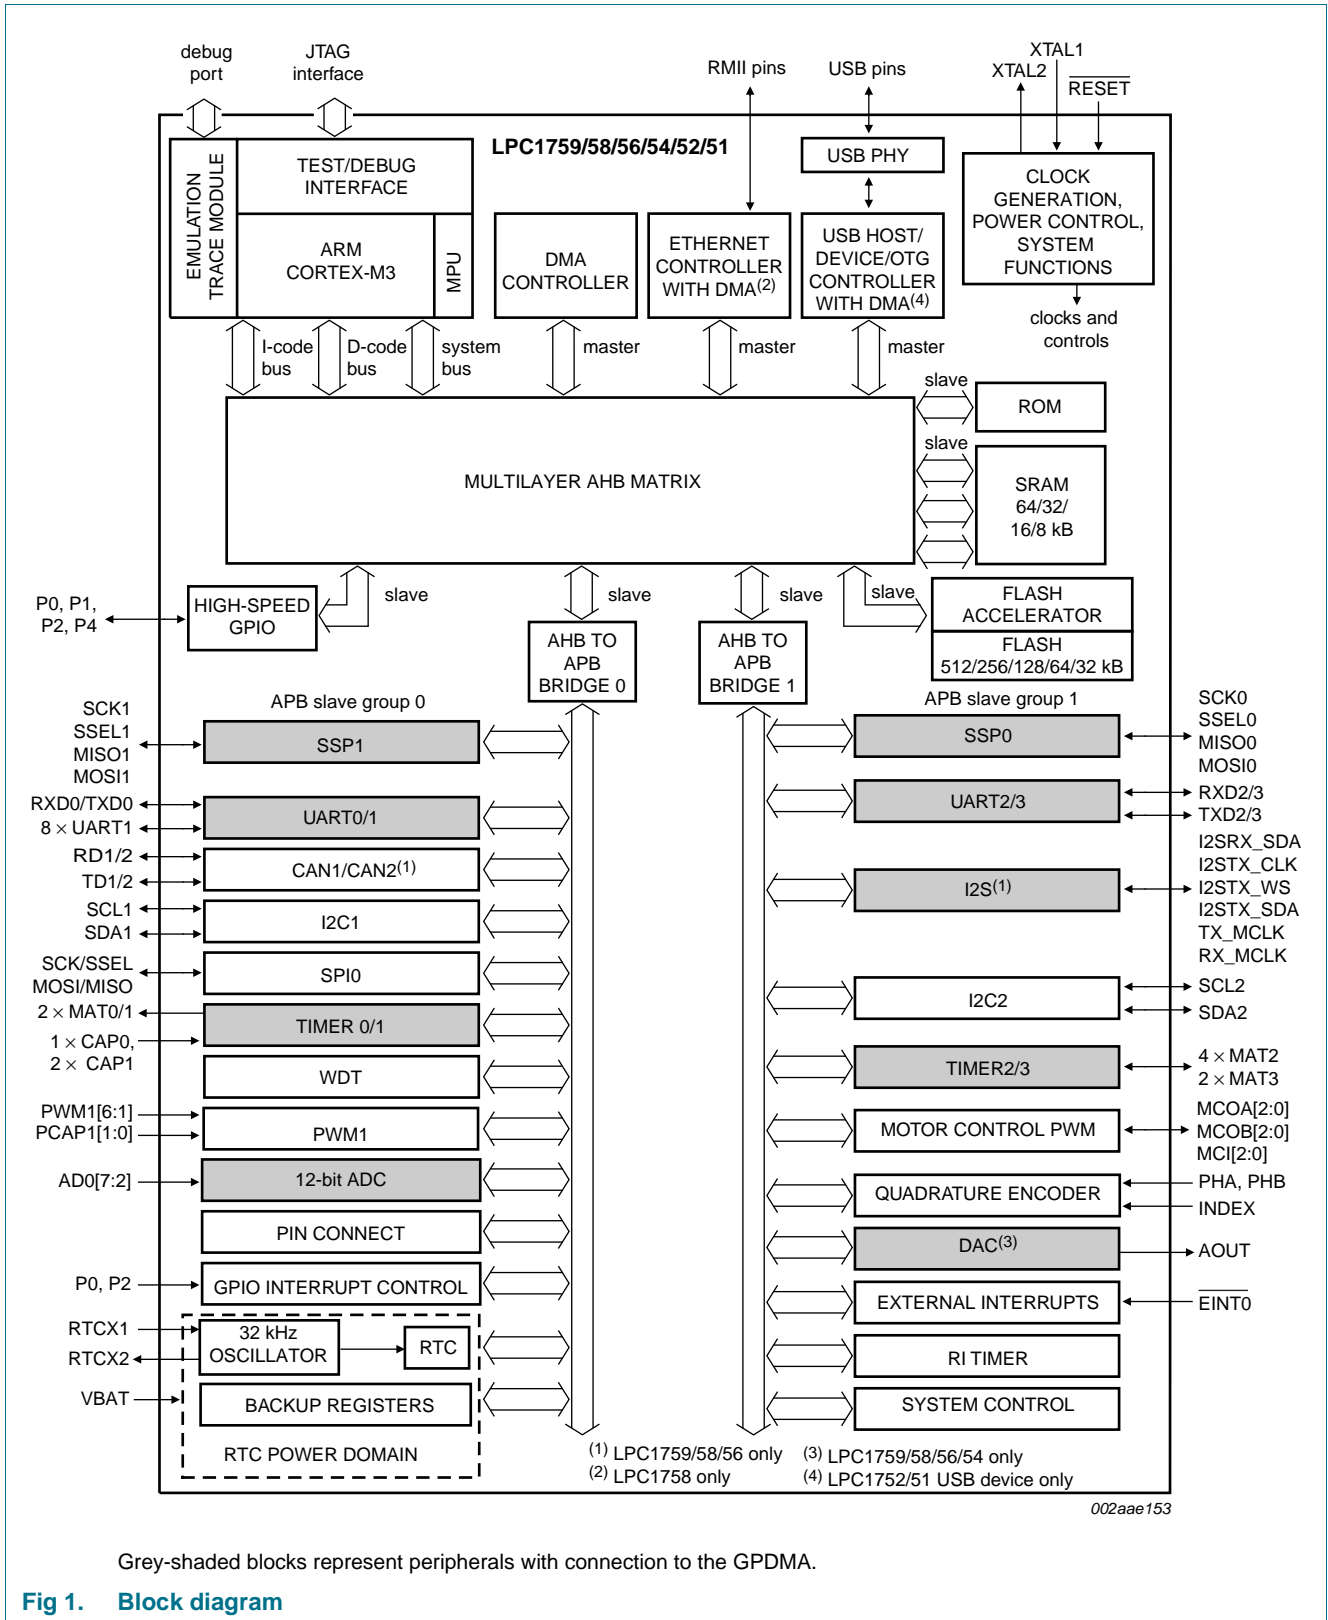 debug
port
JTAG
interface
RMII pins
USB pins
XTAL1
XTAL2
RESET
LPC1759/58/56/54/52/51
EMULATION
TRACE MODULE
TEST/DEBUG
INTERFACE
ARM
CORTEX-M3
MPU
DMA
CONTROLLER
ETHERNET
CONTROLLER
WITH DMA(2)
USB PHY
USB HOST/
DEVICE/OTG
CONTROLLER
WITH DMA(4)
CLOCK
GENERATION,
POWER CONTROL,
SYSTEM
FUNCTIONS
clocks and
controls
I-code
bus
D-code
bus
system
bus
master
master
master
MULTILAYER AHB MATRIX
slave
ROM
slave
SRAM
64/32/
16/8 kB
P0, P1,
P2, P4
HIGH-SPEED
GPIO
slave
slave
slave
slave
AHB TO
APB
BRIDGE 0
AHB TO
APB
BRIDGE 1
FLASH
ACCELERATOR
FLASH
512/256/128/64/32 kB
APB slave group 0
APB slave group 1
SCK1
SSEL1
MISO1
MOSI1
SSP1
RXD0/TXD0
8 × UART1
UART0/1
RD1/2
TD1/2
CAN1/CAN2(1)
SCL1
SDA1
I2C1
SCK/SSEL
MOSI/MISO
SPI0
2 × MAT0/1
1 × CAP0,
2 × CAP1
TIMER 0/1
WDT
PWM1[6:1]
PCAP1[1:0]
PWM1
AD0[7:2]
12-bit ADC
PIN CONNECT
P0, P2
GPIO INTERRUPT CONTROL
RTCX1
RTCX2
32 kHz
OSCILLATOR
RTC
VBAT
BACKUP REGISTERS
RTC POWER DOMAIN
SSP0
SCK0
SSEL0
MISO0
MOSI0
UART2/3
RXD2/3
TXD2/3
I2S(1)
I2SRX_SDA
I2STX_CLK
I2STX_WS
I2STX_SDA
TX_MCLK
RX_MCLK
I2C2
SCL2
SDA2
TIMER2/3
4 × MAT2
2 × MAT3
MOTOR CONTROL PWM
MCOA[2:0]
MCOB[2:0]
MCI[2:0]
QUADRATURE ENCODER
PHA, PHB
INDEX
DAC(3)
AOUT
EXTERNAL INTERRUPTS
EINT0
RI TIMER
SYSTEM CONTROL
(1) LPC1759/58/56 only
(2) LPC1758 only
(3) LPC1759/58/56/54 only
(4) LPC1752/51 USB device only
002aae153
Grey-shaded blocks represent peripherals with connection to the GPDMA.
Fig 1. Block diagram